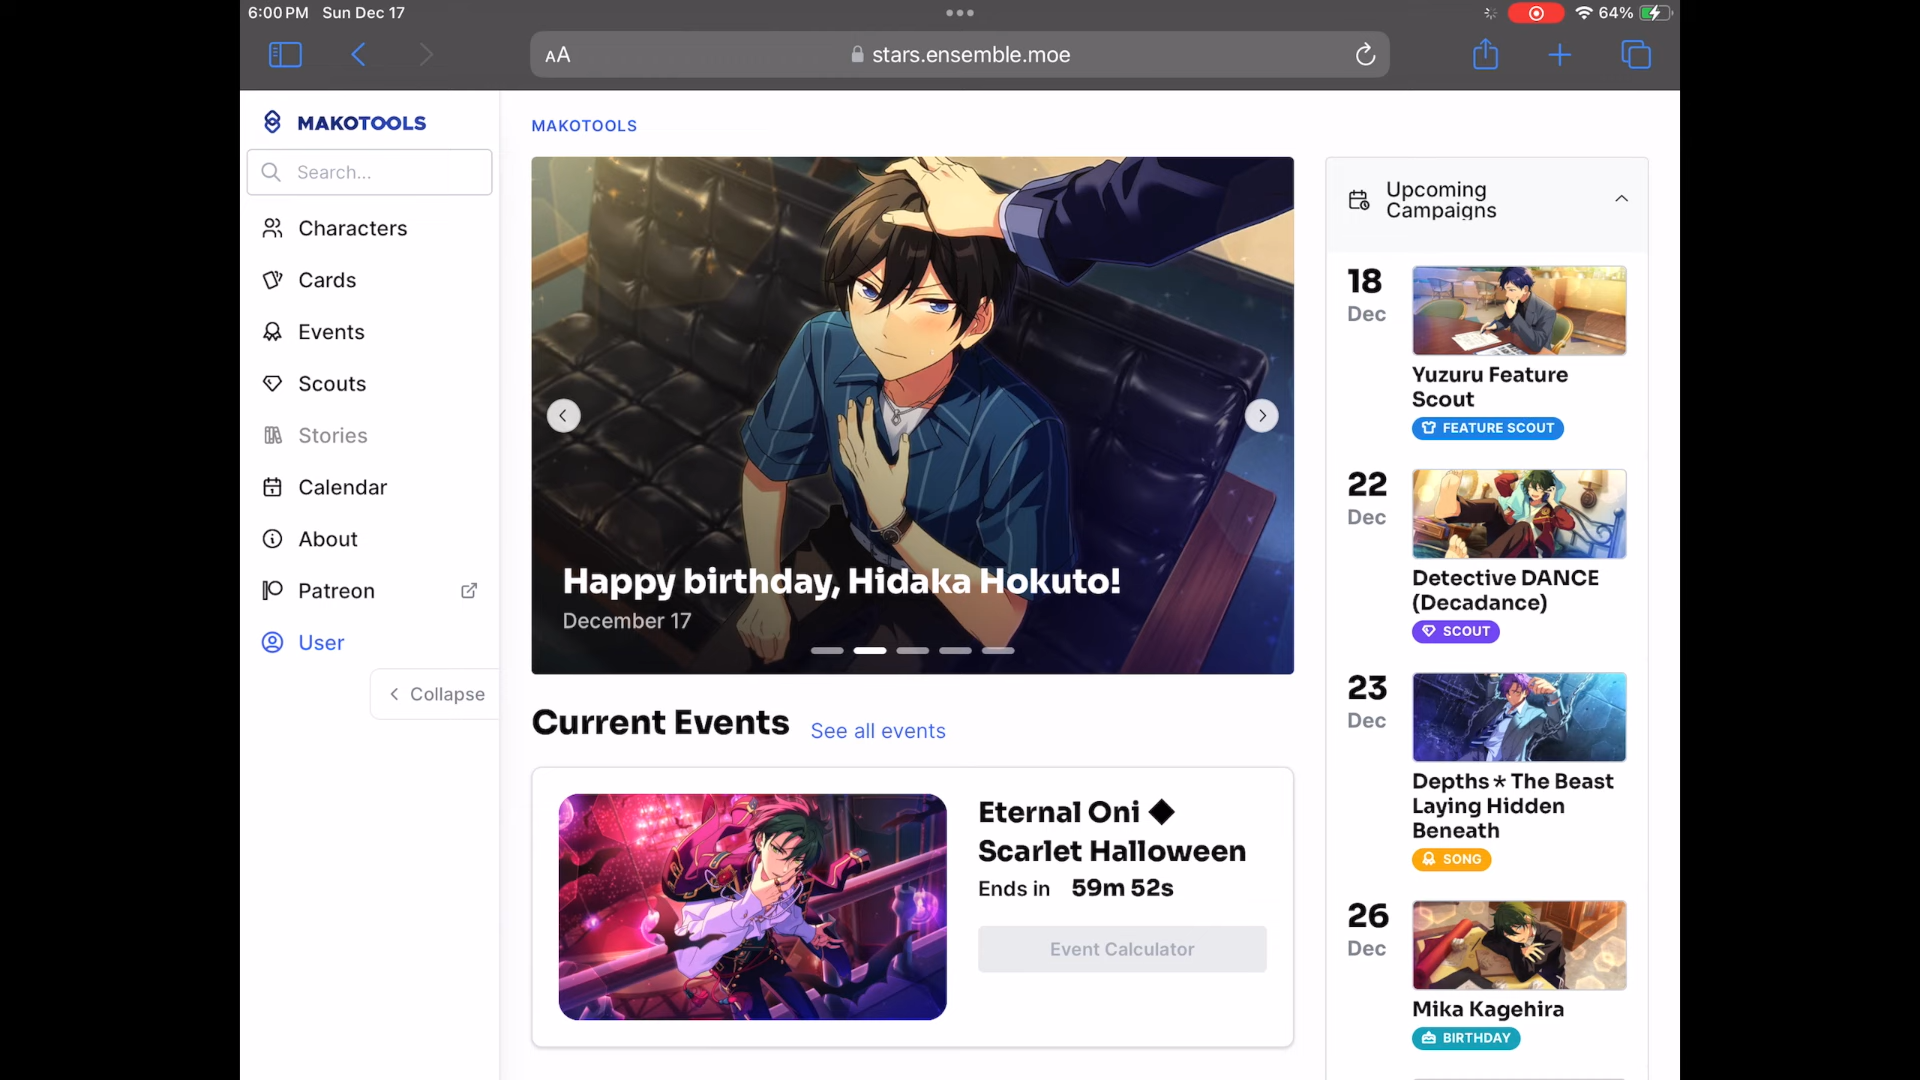 6:00 PM Sun Dec 17
64%
AA
stars.ensemble.moe
MAKOTOOLS
Search...
Characters
Cards
Events
Scouts
Stories
Calendar
About
Patreon
User
Collapse
MAKOTOOLS
Happy birthday, Hidaka Hokuto!
December 17
Current Events
See all events
Eternal Oni ◆
Scarlet Halloween
Ends in 59m 52s
Event Calculator
Upcoming
Campaigns
18
Dec
Yuzuru Feature
Scout
FEATURE SCOUT
22
Dec
Detective DANCE
(Decadance)
SCOUT
23
Dec
Depths＊The Beast
Laying Hidden
Beneath
SONG
26
Dec
Mika Kagehira
BIRTHDAY